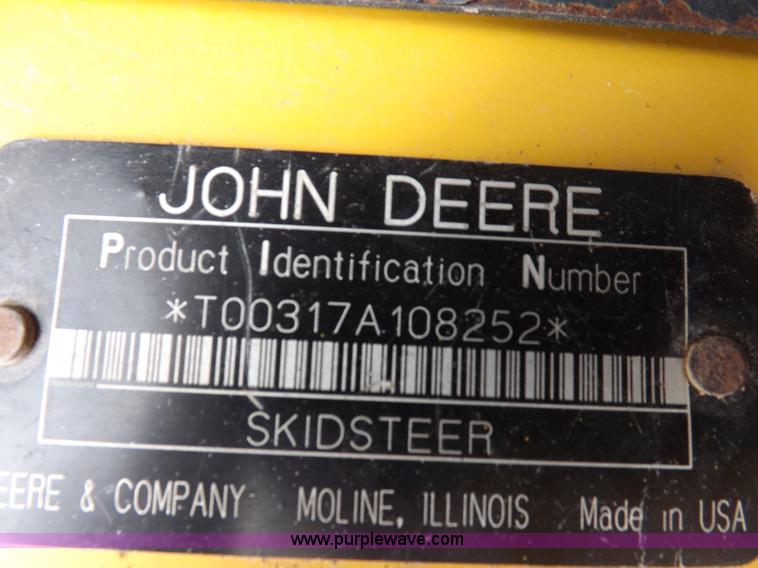 JOHN DEERE
Product Identification Number
*T00317A108252*
SKIDSTEER
EERE & COMPANY MOLINE, ILLINOIS Made in USA
www.purplewave.com